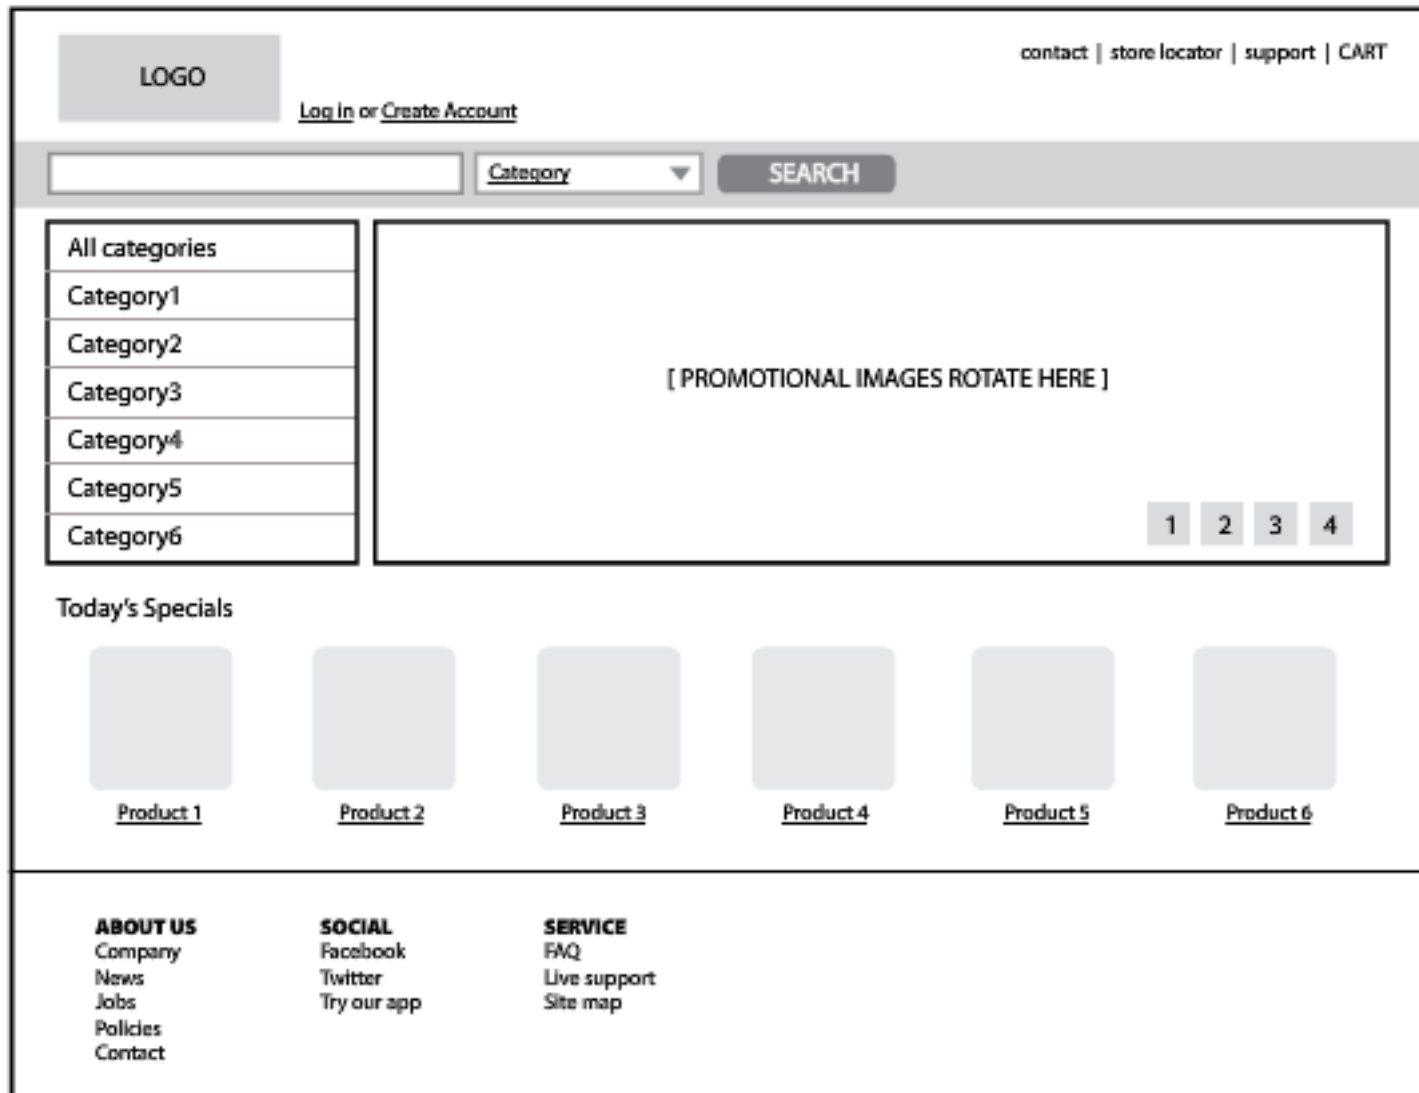 LOGO
contact | store locator | support | CART
Log in or Create Account
Category
SEARCH
All categories
Category1
Category2
Category3
Category4
Category5
Category6
[ PROMOTIONAL IMAGES ROTATE HERE ]
1 2 3 4
Today's Specials
Product 1
Product 2
Product 3
Product 4
Product 5
Product 6
ABOUT US
Company
News
Jobs
Policies
Contact
SOCIAL
Facebook
Twitter
Try our app
SERVICE
FAQ
Live support
Site map